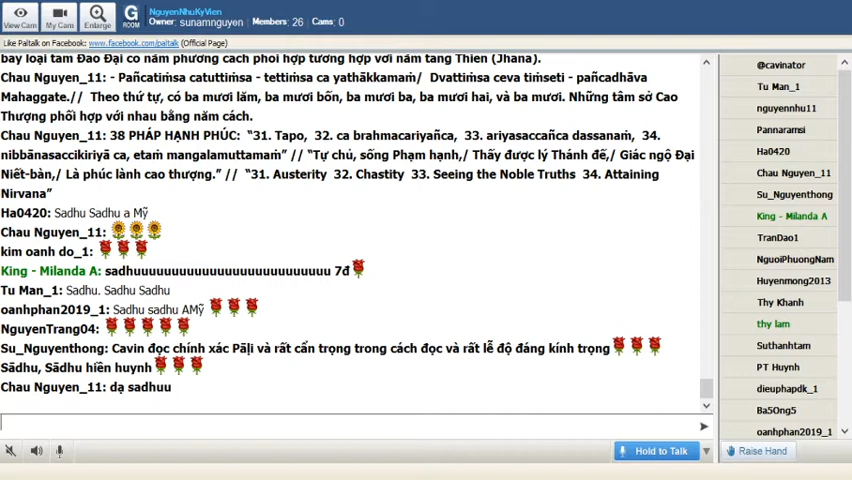 NguyenNhuKyVien
Owner: sunamnguyen Members: 26 Cams: 0
View Cam
My Cam
Enlarge
G
ROOM
Like Paltalk on Facebook: www.facebook.com/paltalk (Official Page)
bảy loại tâm Đáo Đại có năm phương cách phối hợp tương hợp với năm tầng Thiền (Jhana).
Chau Nguyen_11: - Pañcatiṁsa catuttiṁsa - tettiṁsa ca yathākkamaṁ/ Dvattiṁsa ceva tiṁseti - pañcadhāva
Mahaggate.// Theo thứ tự, có ba mươi lăm, ba mươi bốn, ba mươi ba, ba mươi hai, và ba mươi. Những tâm sở Cao
Thượng phối hợp với nhau bằng năm cách.
Chau Nguyen_11: 38 PHÁP HẠNH PHÚC: “31. Tapo, 32. ca brahmacariyañca, 33. ariyasaccañca dassanaṁ, 34.
nibbānasaccikiriyā ca, etaṁ mangalamuttamaṁ” // “Tự chủ, sống Phạm hạnh,/ Thấy được lý Thánh đế,/ Giác ngộ Đại
Niết-bàn,/ Là phúc lành cao thượng.” // “31. Austerity 32. Chastity 33. Seeing the Noble Truths 34. Attaining
Nirvana”
Ha0420: Sadhu Sadhu a Mỹ
Chau Nguyen_11:
kim oanh do_1:
King - Milanda A: sadhuuuuuuuuuuuuuuuuuuuuuuuuuu 7đ
Tu Man_1: Sadhu. Sadhu Sadhu
oanhphan2019_1: Sadhu sadhu AMỹ
NguyenTrang04:
Su_Nguyenthong: Cavin đọc chính xác Pāḷi và rất cẩn trọng trong cách đọc và rất lễ độ đáng kính trọng
Sādhu, Sādhu hiền huynh
Chau Nguyen_11: dạ sadhuu
Hold to Talk
@cavinator
Tu Man_1
nguyennhu11
Pannaramsi
Ha0420
Chau Nguyen_11
Su_Nguyenthong
King - Milanda A
TranDao1
NguoiPhuongNam
Huyenmong2013
Thy Khanh
thy lam
Suthanhtam
PT Huynh
dieuphapdk_1
Ba5Ong5
oanhphan2019_1
Raise Hand